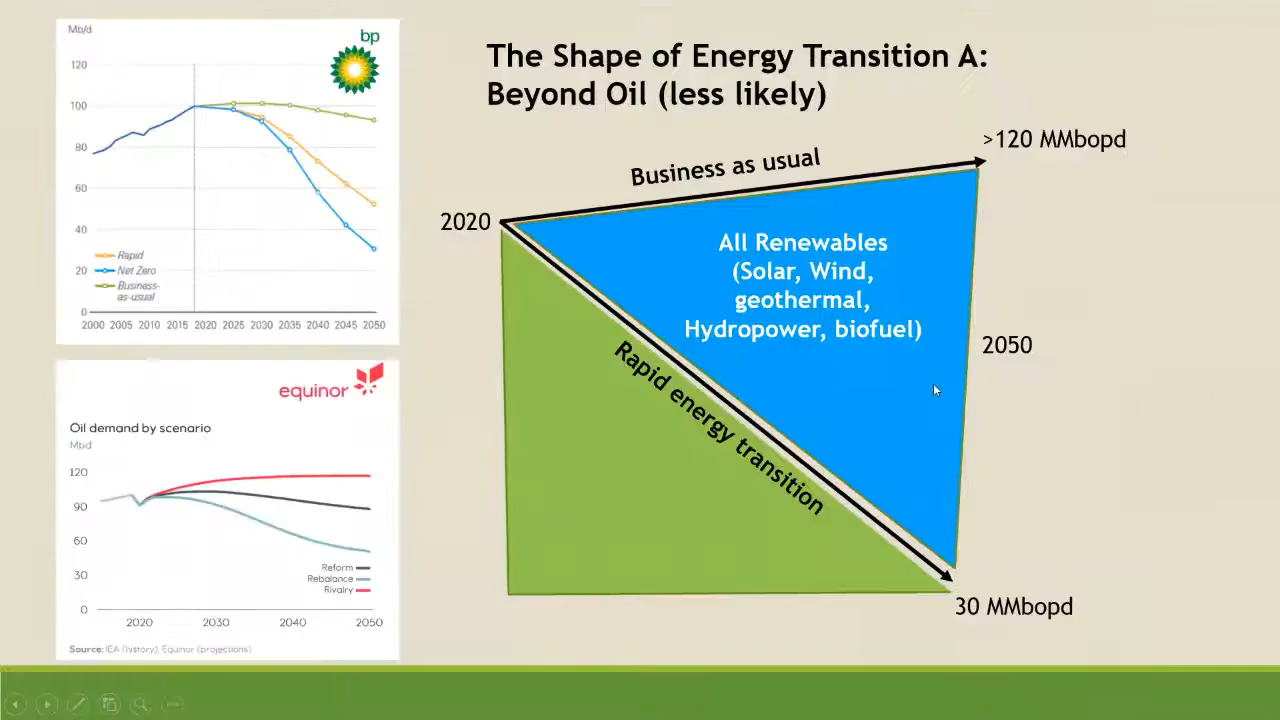 The Shape of Energy Transition A:
Beyond Oil (less likely)
Mb/d
bp
120
100
80
60
40
20
0
Rapid
Net Zero
Business-
as-usual
2000 2005 2010 2015 2020 2025 2030 2035 2040 2045 2050
equinor
Oil demand by scenario
Mbd
120
90
60
30
0
Reform
Rebalance
Rivalry
2020 2030 2040 2050
Source: IEA (history), Equinor (projections)
>120 MMbopd
Business as usual
2020
All Renewables
(Solar, Wind,
geothermal,
Hydropower, biofuel)
2050
Rapid energy transition
30 MMbopd